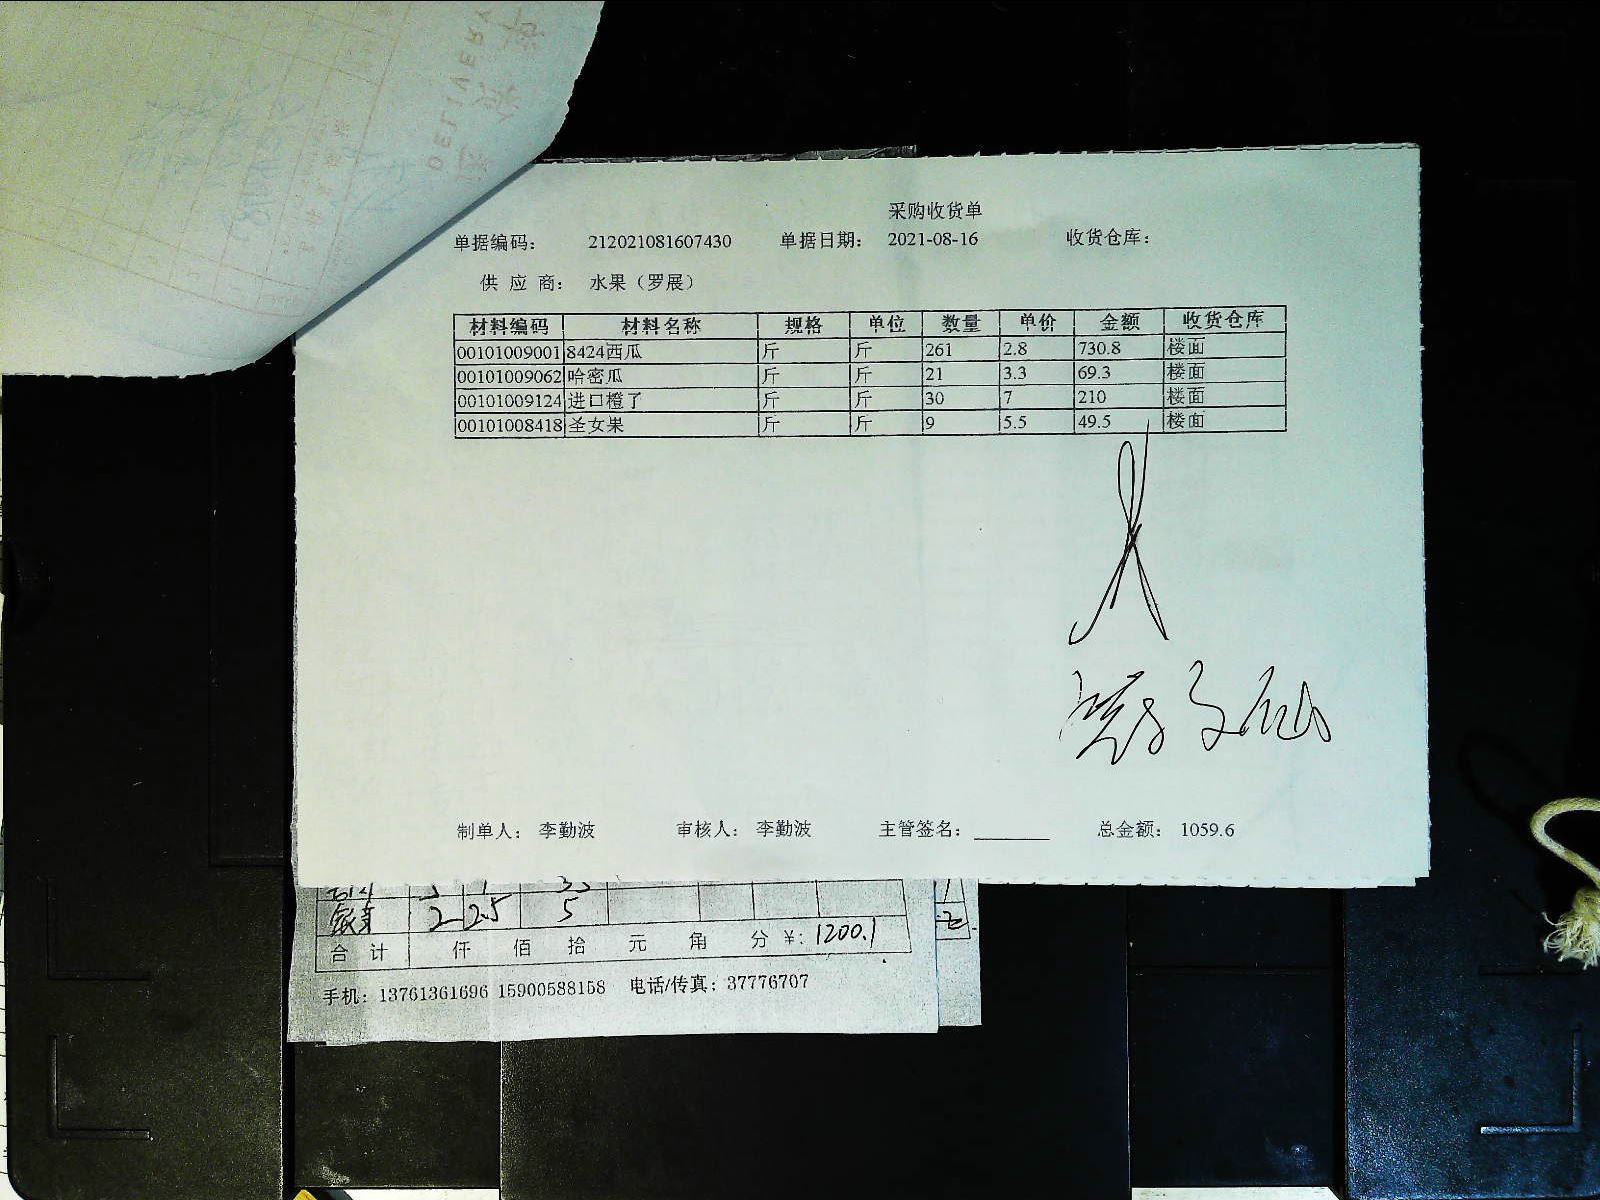 DELIVERY
采购收货单
单据编码： 212021081607430 单据日期： 2021-08-16 收货仓库：
供 应 商： 水果（罗展）
材料编码 材料名称 规格 单位 数量 单价 金额 收货仓库
00101009001 8424西瓜 斤 斤 261 2.8 730.8 楼面
00101009062 哈密瓜 斤 斤 21 3.3 69.3 楼面
00101009124 进口橙了 斤 斤 30 7 210 楼面
00101008418 圣女果 斤 斤 9 5.5 49.5 楼面
制单人： 李勤波 审核人： 李勤波 主管签名： 总金额： 1059.6
2 2.5 5
合 计 仟 佰 拾 元 角 分 ¥: 1200.1
手机：13761361696 15900588158 电话/传真：37776707